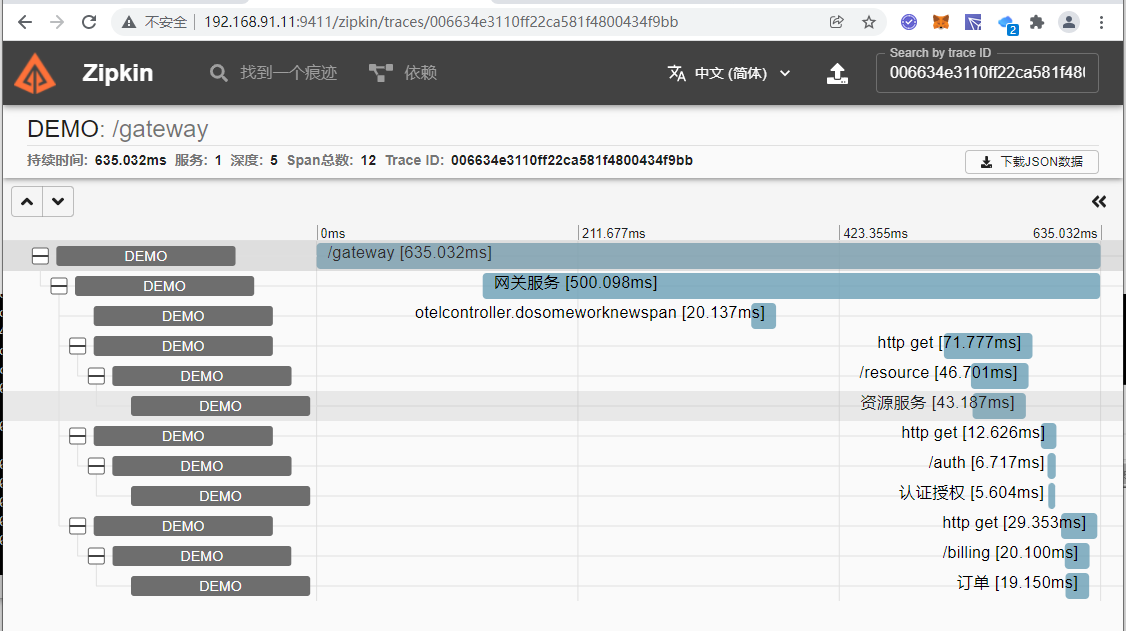 不安全 192.168.91.11:9411/zipkin/traces/006634e3110ff22ca581f4800434f9bb
2
Zipkin 找到一个痕迹 依赖 中文 (简体)
Search by trace ID
006634e3110ff22ca581f480
DEMO: /gateway
持续时间: 635.032ms 服务: 1 深度: 5 Span总数: 12 Trace ID: 006634e3110ff22ca581f4800434f9bb
下载JSON数据
0ms 211.677ms 423.355ms 635.032ms
DEMO /gateway [635.032ms]
DEMO 网关服务 [500.098ms]
DEMO otelcontroller.dosomeworknewspan [20.137ms]
DEMO http get [71.777ms]
DEMO /resource [46.701ms]
DEMO 资源服务 [43.187ms]
DEMO http get [12.626ms]
DEMO /auth [6.717ms]
DEMO 认证授权 [5.604ms]
DEMO http get [29.353ms]
DEMO /billing [20.100ms]
DEMO 订单 [19.150ms]